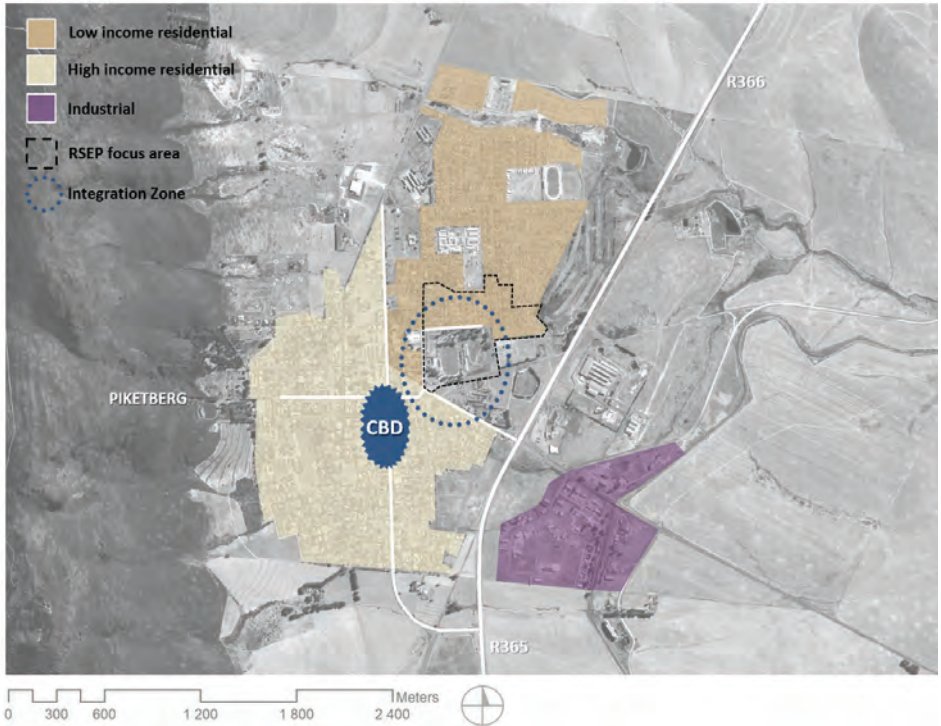 Low income residential
High income residential
Industrial
RSEP focus area
Integration Zone
R366
PIKETBERG
CBD
R365
Meters
0 300 600 1 200 1 800 2 400